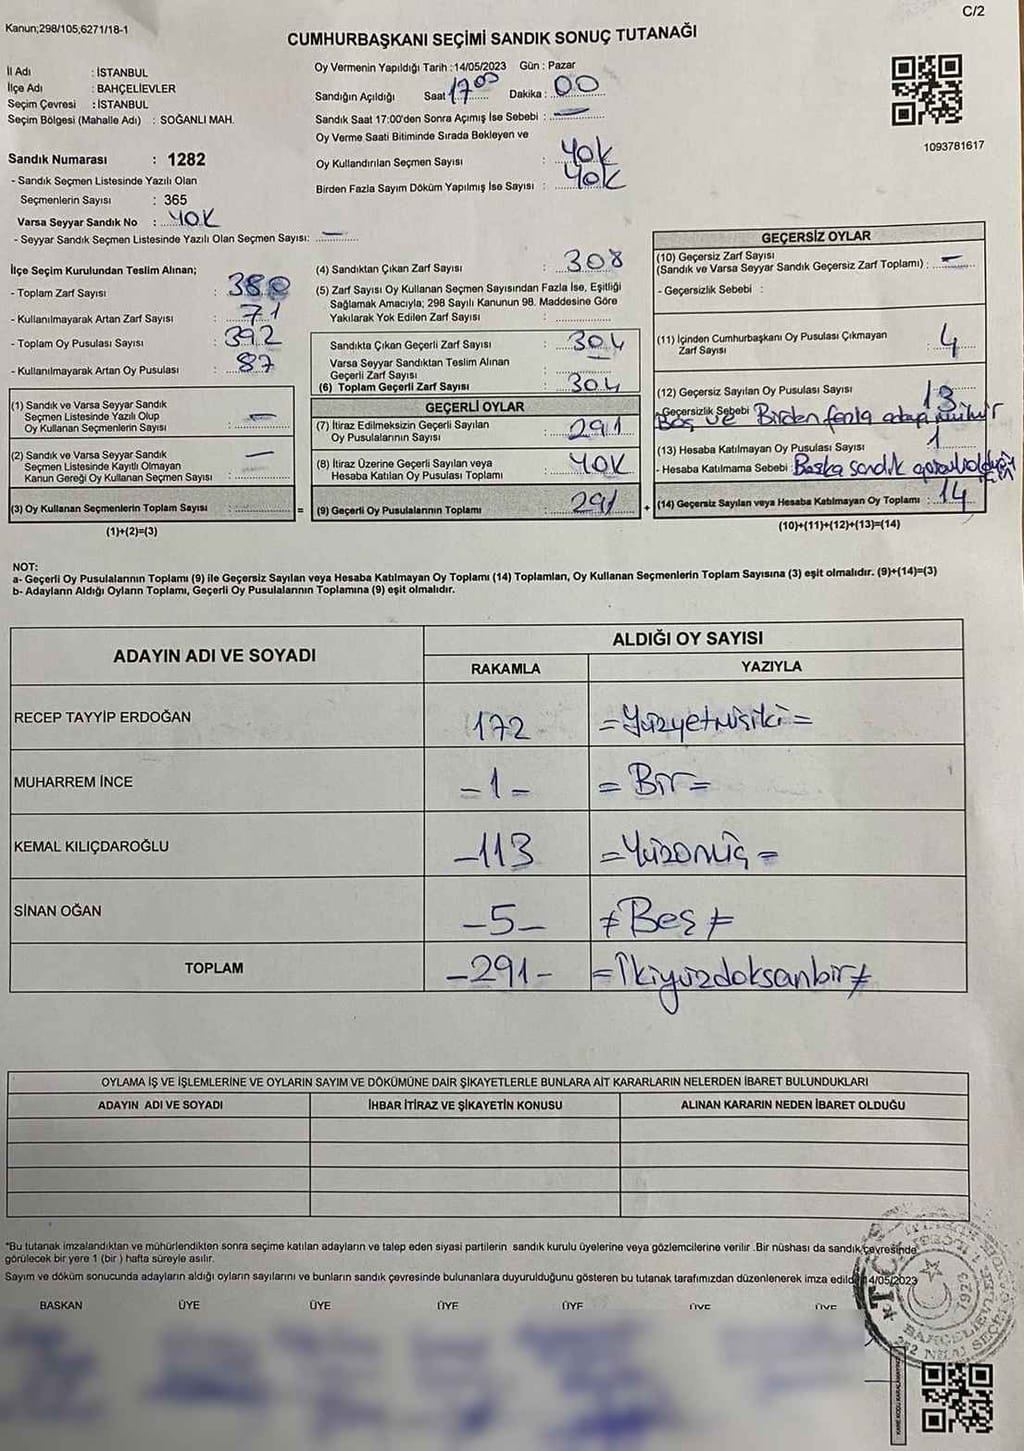 Kanun;298/105,6271/18-1
C/2
CUMHURBAŞKANI SEÇİMİ SANDIK SONUÇ TUTANAĞI
İl Adı : İSTANBUL
İlçe Adı : BAHÇELİEVLER
Seçim Çevresi : İSTANBUL
Seçim Bölgesi (Mahalle Adı) : SOĞANLI MAH.
Sandık Numarası : 1282
- Sandık Seçmen Listesinde Yazılı Olan
Seçmenlerin Sayısı : 365
Varsa Seyyar Sandık No : YOK
- Seyyar Sandık Seçmen Listesinde Yazılı Olan Seçmen Sayısı: —
Oy Vermenin Yapıldığı Tarih : 14/05/2023 Gün : Pazar
Sandığın Açıldığı Saat 17:00 Dakika : 00
Sandık Saat 17:00'den Sonra Açımış İse Sebebi : —
Oy Verme Saati Bitiminde Sırada Bekleyen ve
Oy Kullandırılan Seçmen Sayısı : YOK
Birden Fazla Sayım Döküm Yapılmış İse Sayısı : YOK
1093781617
İlçe Seçim Kurulundan Teslim Alınan;
- Toplam Zarf Sayısı : 380
- Kullanılmayarak Artan Zarf Sayısı : 71
- Toplam Oy Pusulası Sayısı : 392
- Kullanılmayarak Artan Oy Pusulası : 87
(1) Sandık ve Varsa Seyyar Sandık
Seçmen Listesinde Yazılı Olup
Oy Kullanan Seçmenlerin Sayısı : —
(2) Sandık ve Varsa Seyyar Sandık
Seçmen Listesinde Kayıtlı Olmayan
Kanun Gereği Oy Kullanan Seçmen Sayısı : —
(3) Oy Kullanan Seçmenlerin Toplam Sayısı :
(1)+(2)=(3)
(4) Sandıktan Çıkan Zarf Sayısı : 308
(5) Zarf Sayısı Oy Kullanan Seçmen Sayısından Fazla İse, Eşitliği
Sağlamak Amacıyla; 298 Sayılı Kanunun 98. Maddesine Göre
Yakılarak Yok Edilen Zarf Sayısı :
Sandıkta Çıkan Geçerli Zarf Sayısı : 304
Varsa Seyyar Sandıktan Teslim Alınan
Geçerli Zarf Sayısı : —
(6) Toplam Geçerli Zarf Sayısı : 304
GEÇERLİ OYLAR
(7) İtiraz Edilmeksizin Geçerli Sayılan
Oy Pusulalarının Sayısı : 291
(8) İtiraz Üzerine Geçerli Sayılan veya
Hesaba Katılan Oy Pusulası Toplamı : YOK
=
(9) Geçerli Oy Pusulalarının Toplamı : 291
+
GEÇERSİZ OYLAR
(10) Geçersiz Zarf Sayısı
(Sandık ve Varsa Seyyar Sandık Geçersiz Zarf Toplamı) : —
- Geçersizlik Sebebi :
(11) İçinden Cumhurbaşkanı Oy Pusulası Çıkmayan
Zarf Sayısı : 4
(12) Geçersiz Sayılan Oy Pusulası Sayısı : 13
- Geçersizlik Sebebi Boş ve Birden fazla adaya mühür
(13) Hesaba Katılmayan Oy Pusulası Sayısı : 1
- Hesaba Katılmama Sebebi : Başka sandık
(14) Geçersiz Sayılan veya Hesaba Katılmayan Oy Toplamı : 14
(10)+(11)+(12)+(13)=(14)
NOT:
a- Geçerli Oy Pusulalarının Toplamı (9) ile Geçersiz Sayılan veya Hesaba Katılmayan Oy Toplamı (14) Toplamları, Oy Kullanan Seçmenlerin Toplam Sayısına (3) eşit olmalıdır. (9)+(14)=(3)
b- Adayların Aldığı Oyların Toplamı, Geçerli Oy Pusulalarının Toplamına (9) eşit olmalıdır.
ADAYIN ADI VE SOYADI
ALDIĞI OY SAYISI
RAKAMLA YAZIYLA
RECEP TAYYİP ERDOĞAN 172 =Yüzyetmişiki=
MUHARREM İNCE -1- =Bir=
KEMAL KILIÇDAROĞLU -113 =Yüzonüç=
SİNAN OĞAN -5- ≠Beş≠
TOPLAM -291- =İkiyüzdoksanbir≠
OYLAMA İŞ VE İŞLEMLERİNE VE OYLARIN SAYIM VE DÖKÜMÜNE DAİR ŞİKAYETLERLE BUNLARA AİT KARARLARIN NELERDEN İBARET BULUNDUKLARI
ADAYIN ADI VE SOYADI İHBAR İTİRAZ VE ŞİKAYETİN KONUSU ALINAN KARARIN NEDEN İBARET OLDUĞU
*Bu tutanak imzalandıktan ve mühürlendikten sonra seçime katılan adayların ve talep eden siyasi partilerin sandık kurulu üyelerine veya gözlemcilerine verilir .Bir nüshası da sandık çevresinde
görülecek bir yere 1 (bir ) hafta süreyle asılır.
Sayım ve döküm sonucunda adayların aldığı oyların sayılarını ve bunların sandık çevresinde bulunanlara duyurulduğunu gösteren bu tutanak tarafımızdan düzenlenerek imza edildi. 14/05/2023
BAŞKAN ÜYE ÜYE ÜYE ÜYE ÜYE ÜYE